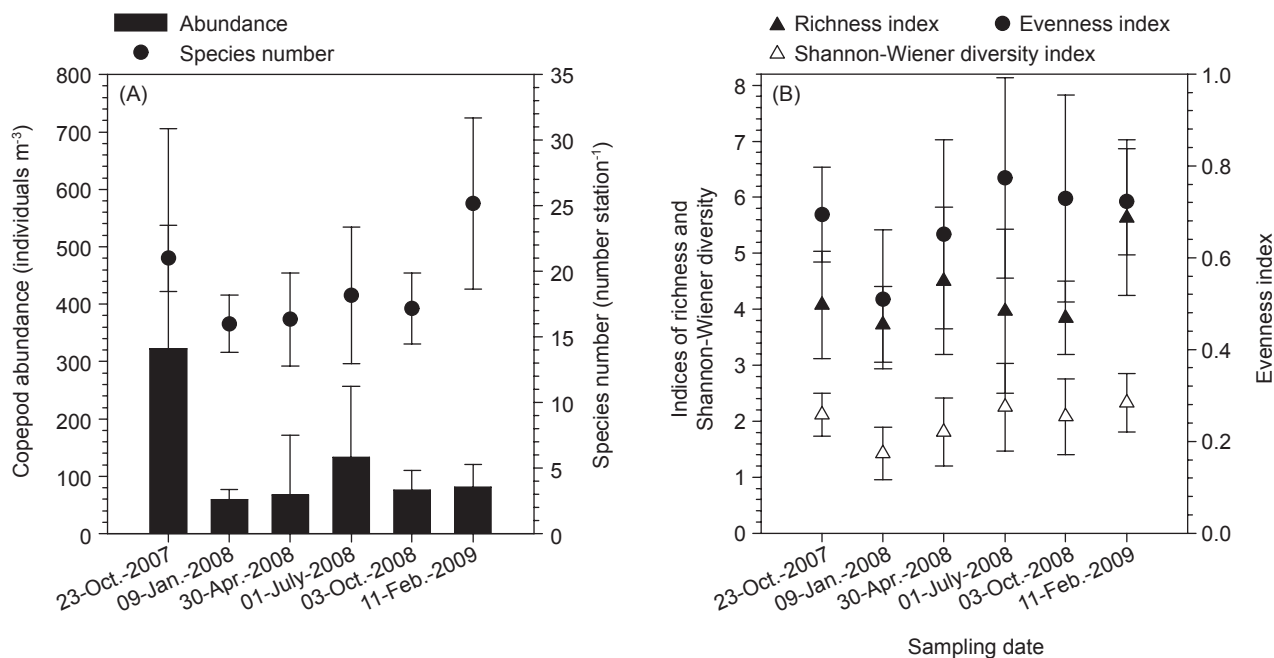 Abundance
Species number
(A)
Copepod abundance (individuals m⁻³)
800
700
600
500
400
300
200
100
0
35
30
25
20
15
10
5
0
Species number (number station⁻¹)
23-Oct.-2007
09-Jan.-2008
30-Apr.-2008
01-July-2008
03-Oct.-2008
11-Feb.-2009
Richness index
Evenness index
Shannon-Wiener diversity index
(B)
Indices of richness and
Shannon-Wiener diversity
8
7
6
5
4
3
2
1
0
1.0
0.8
0.6
0.4
0.2
0.0
Evenness index
23-Oct.-2007
09-Jan.-2008
30-Apr.-2008
01-July-2008
03-Oct.-2008
11-Feb.-2009
Sampling date